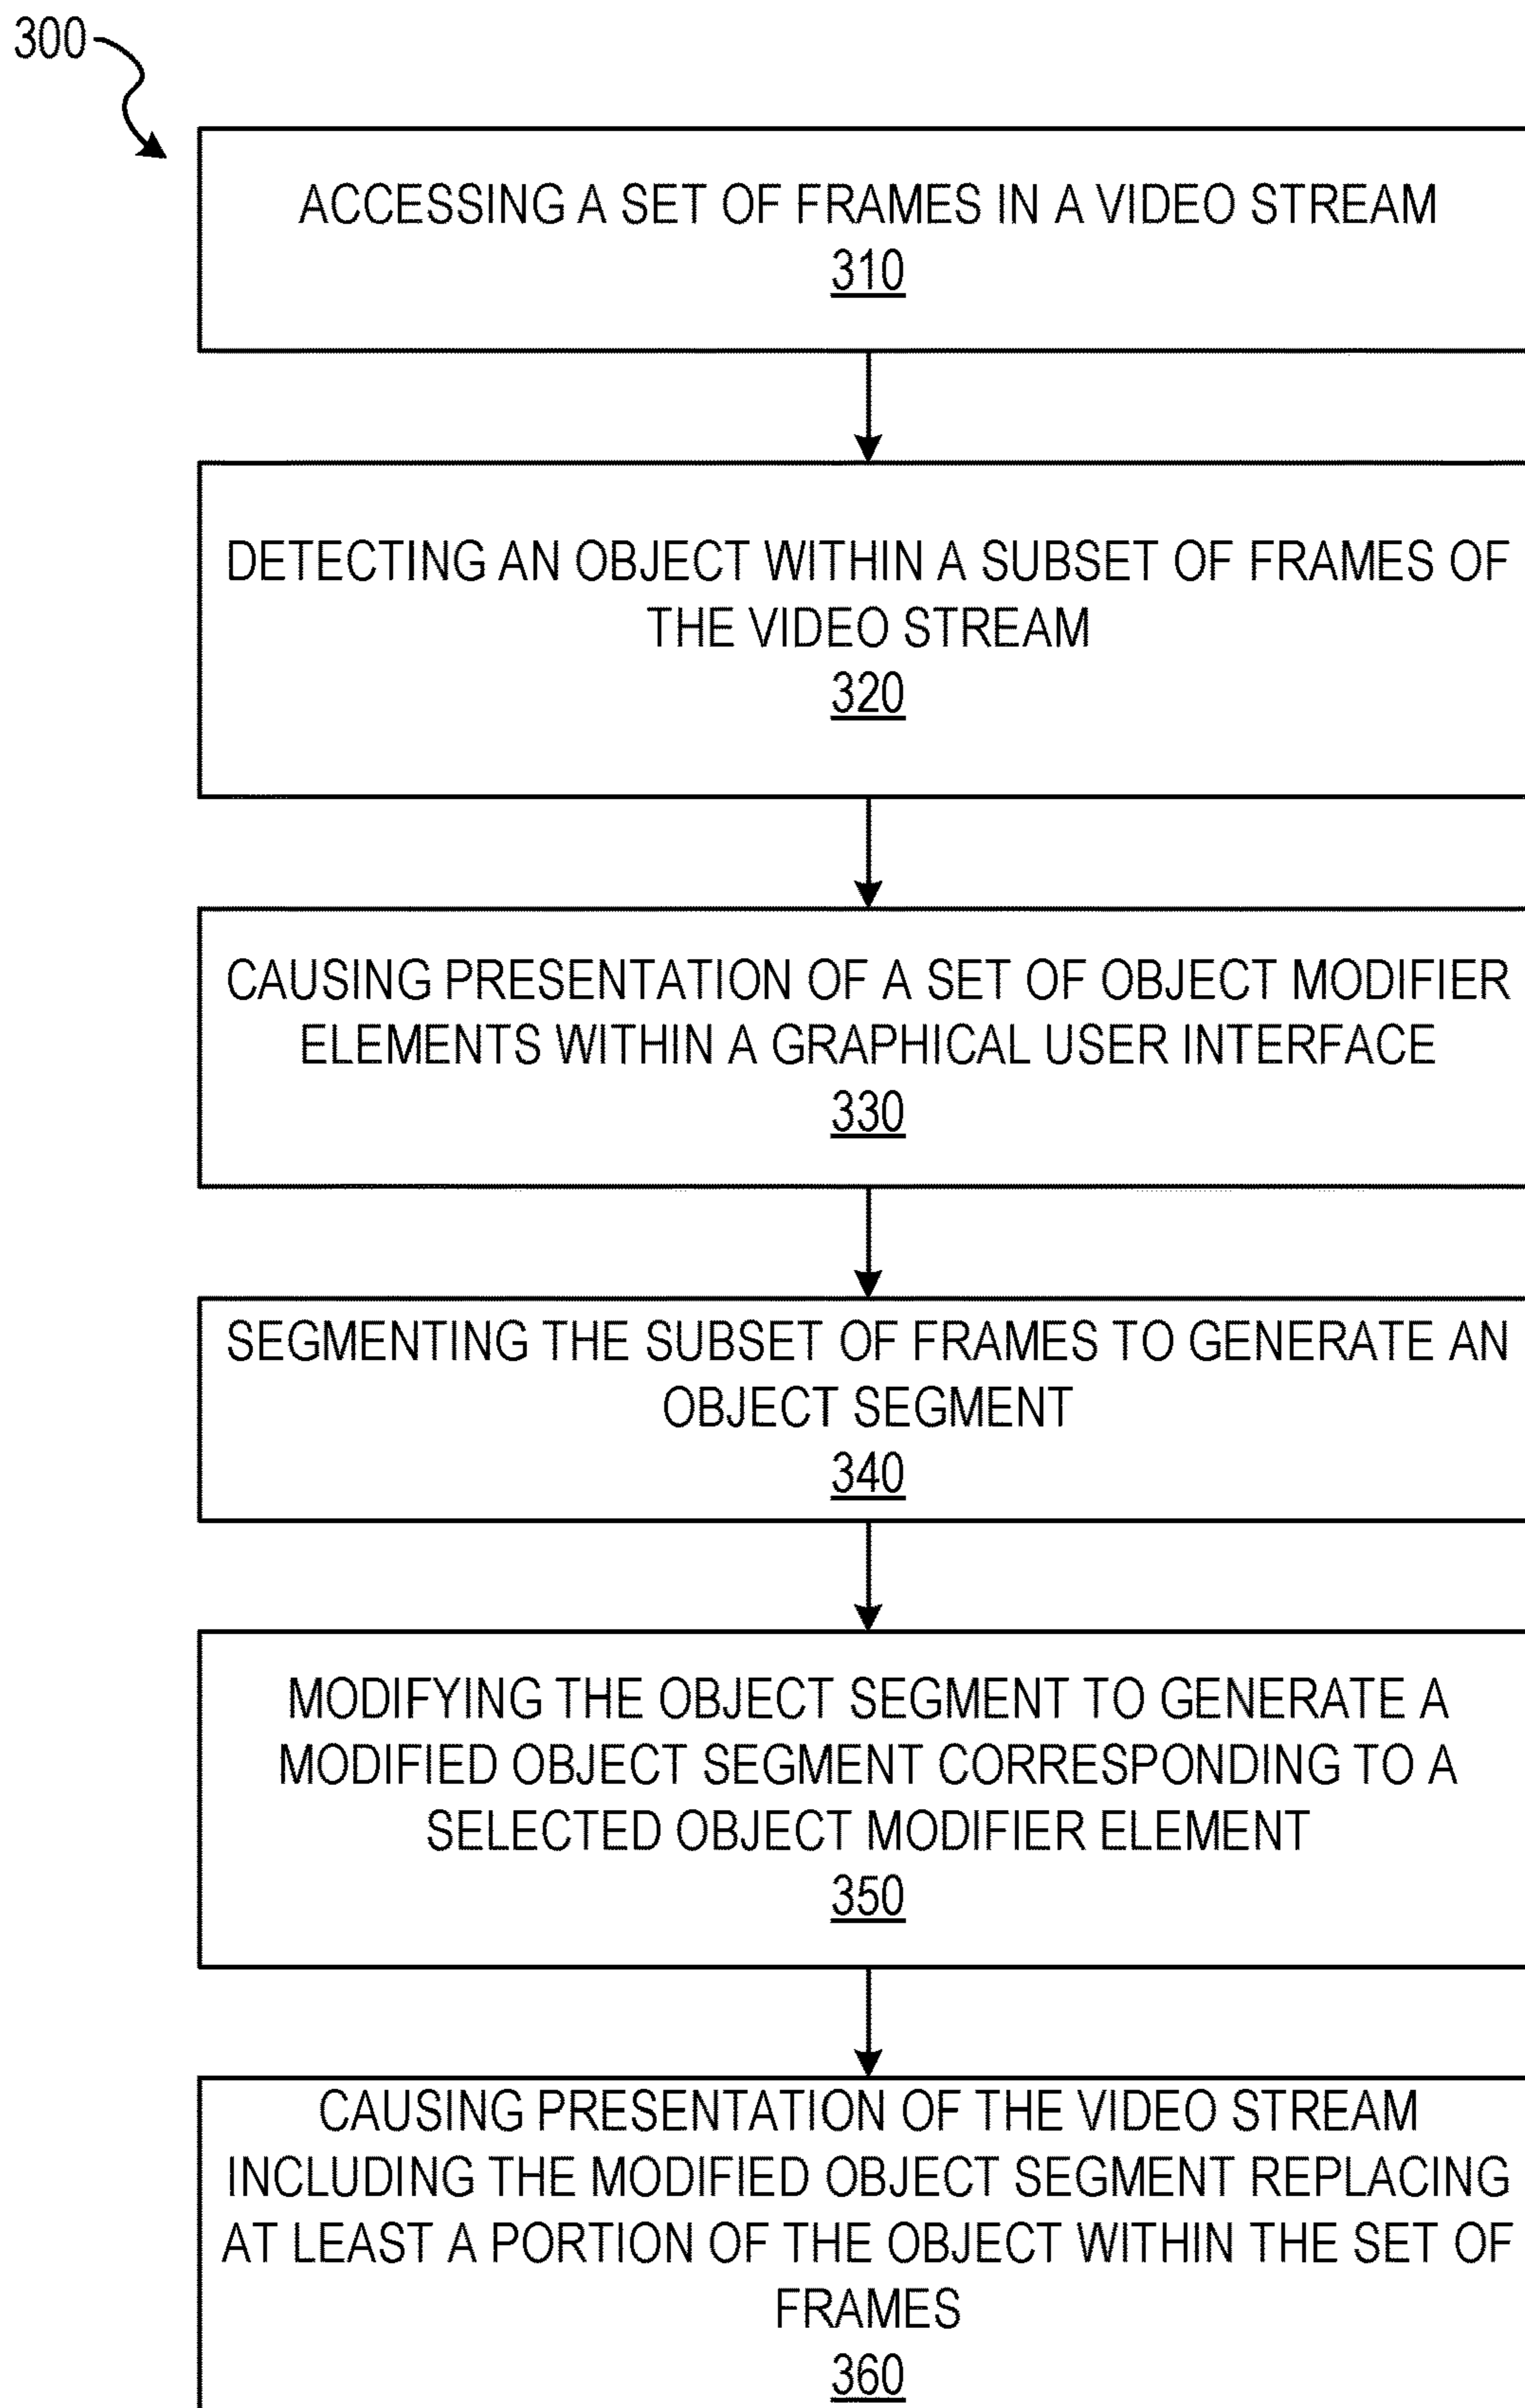 300
ACCESSING A SET OF FRAMES IN A VIDEO STREAM
310
DETECTING AN OBJECT WITHIN A SUBSET OF FRAMES OF
THE VIDEO STREAM
320
CAUSING PRESENTATION OF A SET OF OBJECT MODIFIER
ELEMENTS WITHIN A GRAPHICAL USER INTERFACE
330
SEGMENTING THE SUBSET OF FRAMES TO GENERATE AN
OBJECT SEGMENT
340
MODIFYING THE OBJECT SEGMENT TO GENERATE A
MODIFIED OBJECT SEGMENT CORRESPONDING TO A
SELECTED OBJECT MODIFIER ELEMENT
350
CAUSING PRESENTATION OF THE VIDEO STREAM
INCLUDING THE MODIFIED OBJECT SEGMENT REPLACING
AT LEAST A PORTION OF THE OBJECT WITHIN THE SET OF
FRAMES
360